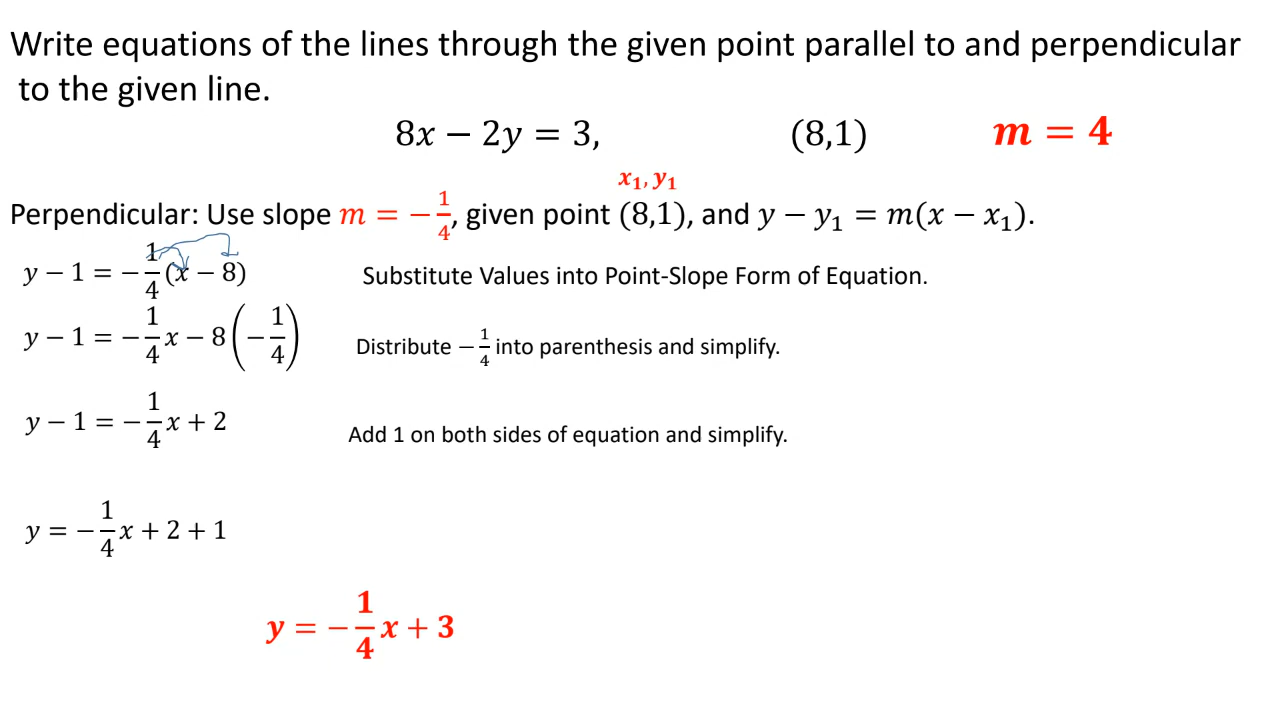 Write equations of the lines through the given point parallel to and perpendicular
to the given line.
8x − 2y = 3, (8,1) m = 4
x₁, y₁
Perpendicular: Use slope m = −1/4, given point (8,1), and y − y₁ = m(x − x₁).
y − 1 = −1/4(x − 8) Substitute Values into Point-Slope Form of Equation.
y − 1 = −1/4x − 8(−1/4) Distribute −1/4 into parenthesis and simplify.
y − 1 = −1/4x + 2 Add 1 on both sides of equation and simplify.
y = −1/4x + 2 + 1
y = −1/4x + 3